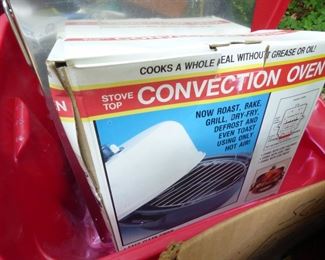 COOKS A WHOLE MEAL WITHOUT GREASE OR OIL!
STOVE
TOP
CONVECTION OVEN
NOW ROAST, BAKE,
GRILL, DRY-FRY,
DEFROST AND
EVEN TOAST
USING ONLY
HOT AIR!